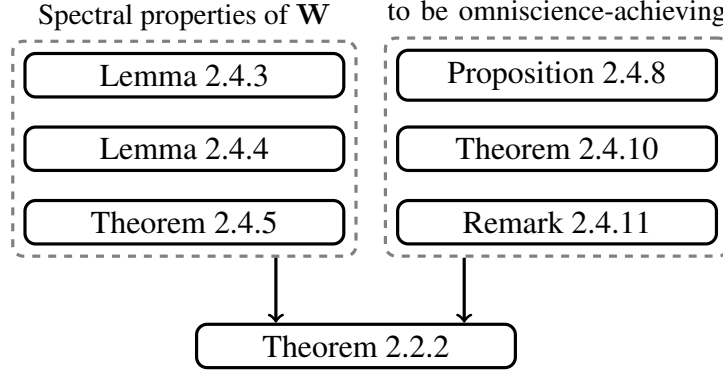 Spectral properties of W
Lemma 2.4.3
Lemma 2.4.4
Theorem 2.4.5
to be omniscience-achieving
Proposition 2.4.8
Theorem 2.4.10
Remark 2.4.11
Theorem 2.2.2